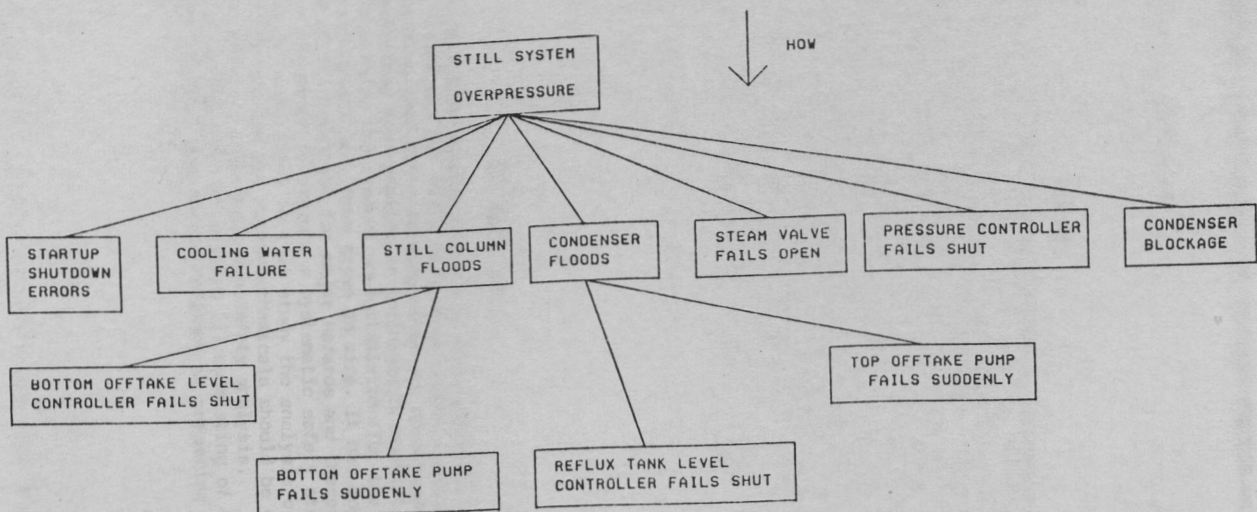 HOW
STILL SYSTEM
OVERPRESSURE
STARTUP
SHUTDOWN
ERRORS
COOLING WATER
FAILURE
STILL COLUMN
FLOODS
CONDENSER
FLOODS
STEAM VALVE
FAILS OPEN
PRESSURE CONTROLLER
FAILS SHUT
CONDENSER
BLOCKAGE
BOTTOM OFFTAKE LEVEL
CONTROLLER FAILS SHUT
TOP OFFTAKE PUMP
FAILS SUDDENLY
BOTTOM OFFTAKE PUMP
FAILS SUDDENLY
REFLUX TANK LEVEL
CONTROLLER FAILS SHUT